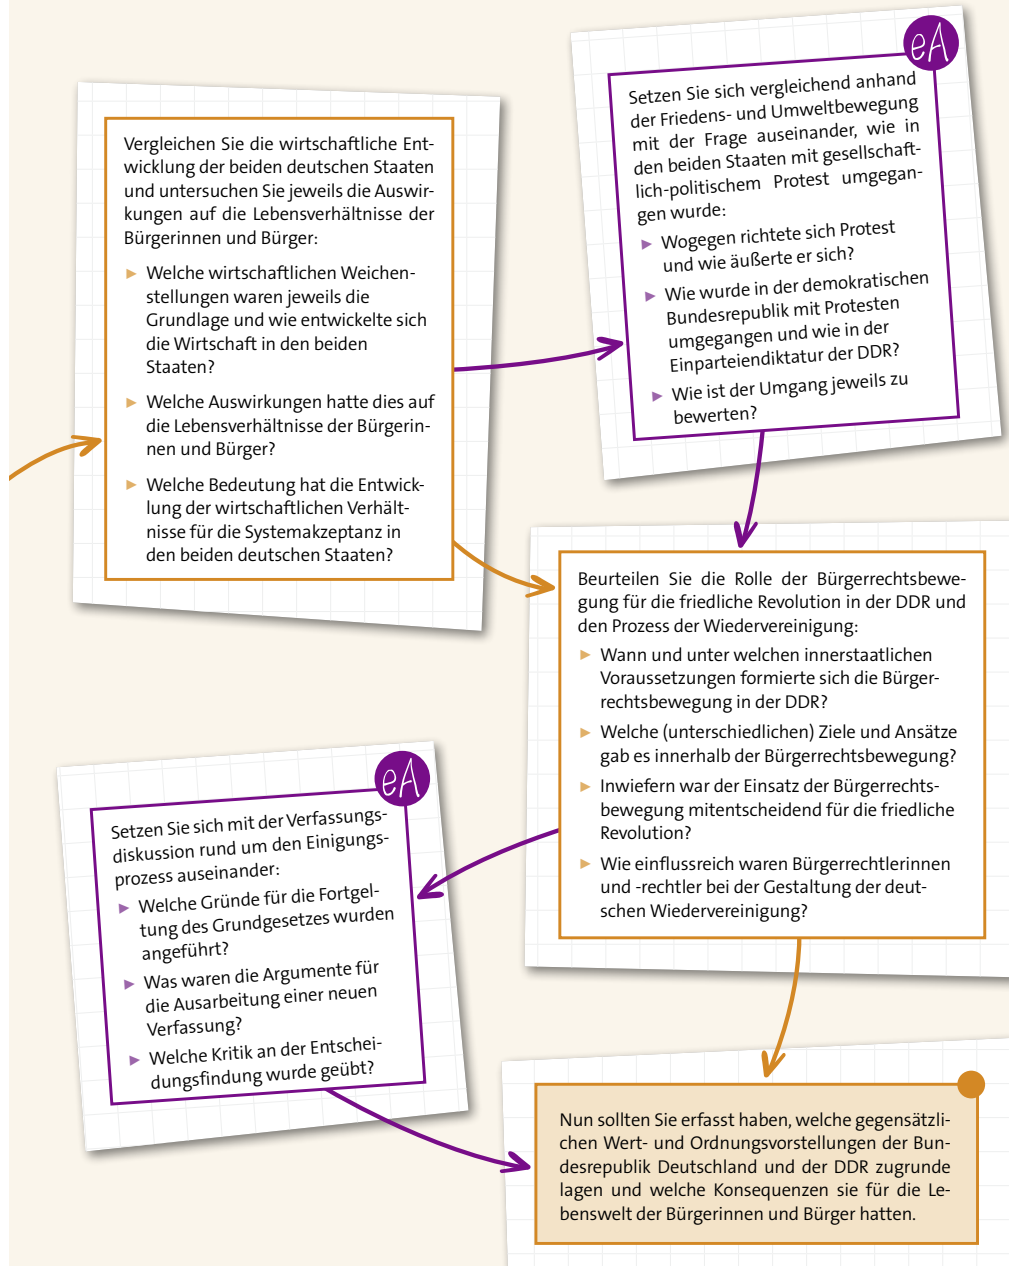 Vergleichen Sie die wirtschaftliche Ent-
wicklung der beiden deutschen Staaten
und untersuchen Sie jeweils die Auswir-
kungen auf die Lebensverhältnisse der
Bürgerinnen und Bürger:
► Welche wirtschaftlichen Weichen-
stellungen waren jeweils die
Grundlage und wie entwickelte sich
die Wirtschaft in den beiden
Staaten?
► Welche Auswirkungen hatte dies auf
die Lebensverhältnisse der Bürgerin-
nen und Bürger?
► Welche Bedeutung hat die Entwick-
lung der wirtschaftlichen Verhält-
nisse für die Systemakzeptanz in
den beiden deutschen Staaten?
eA
Setzen Sie sich vergleichend anhand
der Friedens- und Umweltbewegung
mit der Frage auseinander, wie in
den beiden Staaten mit gesellschaft-
lich-politischem Protest umgegan-
gen wurde:
► Wogegen richtete sich Protest
und wie äußerte er sich?
► Wie wurde in der demokratischen
Bundesrepublik mit Protesten
umgegangen und wie in der
Einparteiendiktatur der DDR?
► Wie ist der Umgang jeweils zu
bewerten?
Beurteilen Sie die Rolle der Bürgerrechtsbewe-
gung für die friedliche Revolution in der DDR und
den Prozess der Wiedervereinigung:
► Wann und unter welchen innerstaatlichen
Voraussetzungen formierte sich die Bürger-
rechtsbewegung in der DDR?
► Welche (unterschiedlichen) Ziele und Ansätze
gab es innerhalb der Bürgerrechtsbewegung?
► Inwiefern war der Einsatz der Bürgerrechts-
bewegung mitentscheidend für die friedliche
Revolution?
► Wie einflussreich waren Bürgerrechtlerinnen
und -rechtler bei der Gestaltung der deut-
schen Wiedervereinigung?
eA
Setzen Sie sich mit der Verfassungs-
diskussion rund um den Einigungs-
prozess auseinander:
► Welche Gründe für die Fortgel-
tung des Grundgesetzes wurden
angeführt?
► Was waren die Argumente für
die Ausarbeitung einer neuen
Verfassung?
► Welche Kritik an der Entschei-
dungsfindung wurde geübt?
Nun sollten Sie erfasst haben, welche gegensätzli-
chen Wert- und Ordnungsvorstellungen der Bun-
desrepublik Deutschland und der DDR zugrunde
lagen und welche Konsequenzen sie für die Le-
benswelt der Bürgerinnen und Bürger hatten.